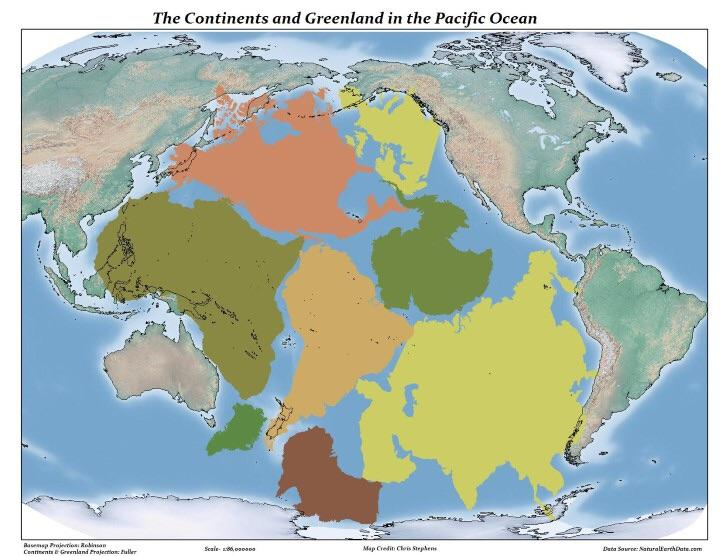 The Continents and Greenland in the Pacific Ocean
Basemap Projection: Robinson
Continents & Greenland Projection: Fuller
Scale- 1:86,000000
Map Credit: Chris Stephens
Data Source: NaturalEarthData.com